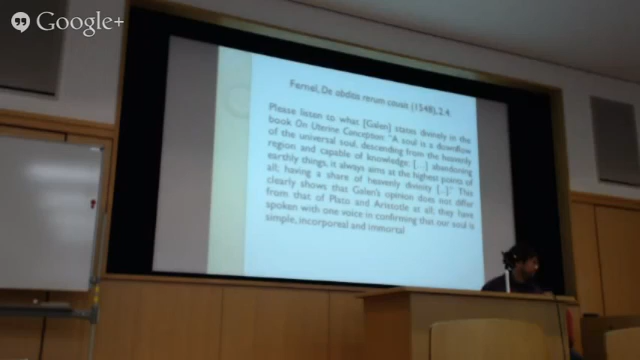 Google+
Fernel, De abditis rerum causis (1548), 2.4.
Please listen to what [Galen] states divinely in the
book On Uterine Conception: "A soul is a downflow
of the universal soul, descending from the heavenly
region and capable of knowledge; [...] abandoning
earthly things, it always aims at the highest points of
all; having a share of heavenly divinity [...]." This
clearly shows that Galen's opinion does not differ
from that of Plato and Aristotle at all; they have
spoken with one voice in confirming that our soul is
simple, incorporeal and immortal